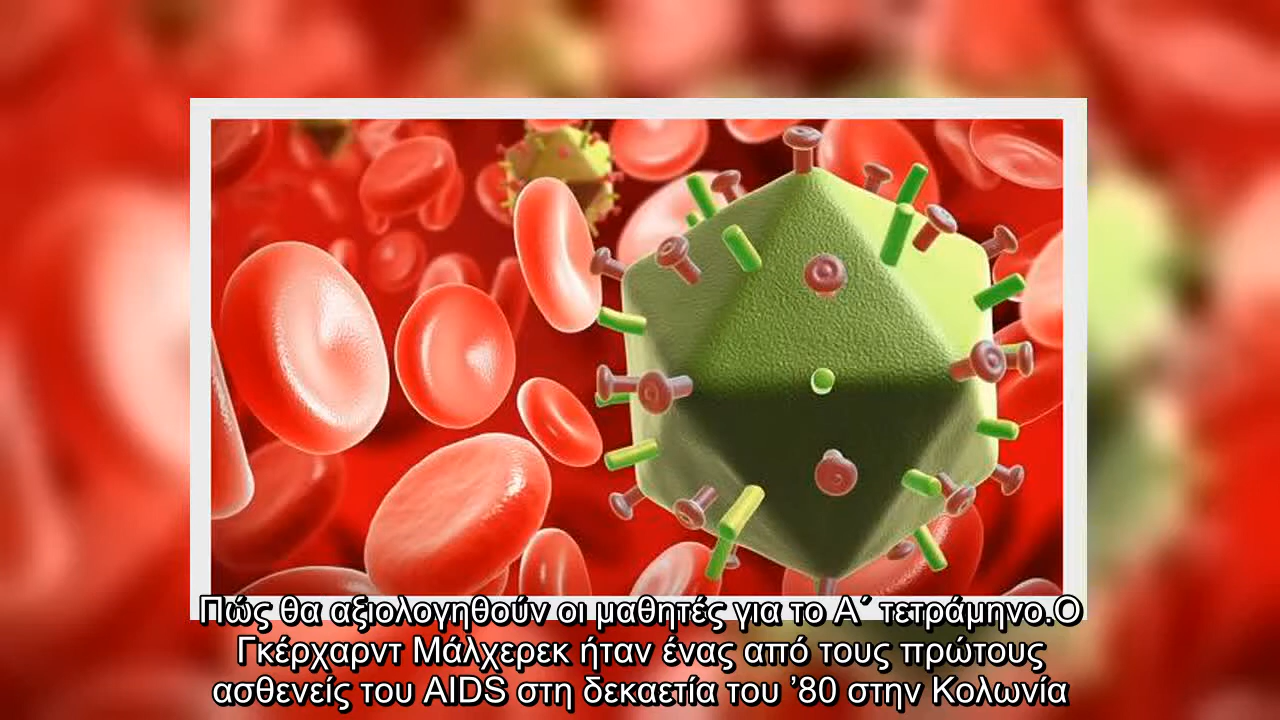 Πώς θα αξιολογηθούν οι μαθητές για το Α΄ τετράμηνο.Ο
Γκέρχαρντ Μάλχερεκ ήταν ένας από τους πρώτους
ασθενείς του AIDS στη δεκαετία του ’80 στην Κολωνία